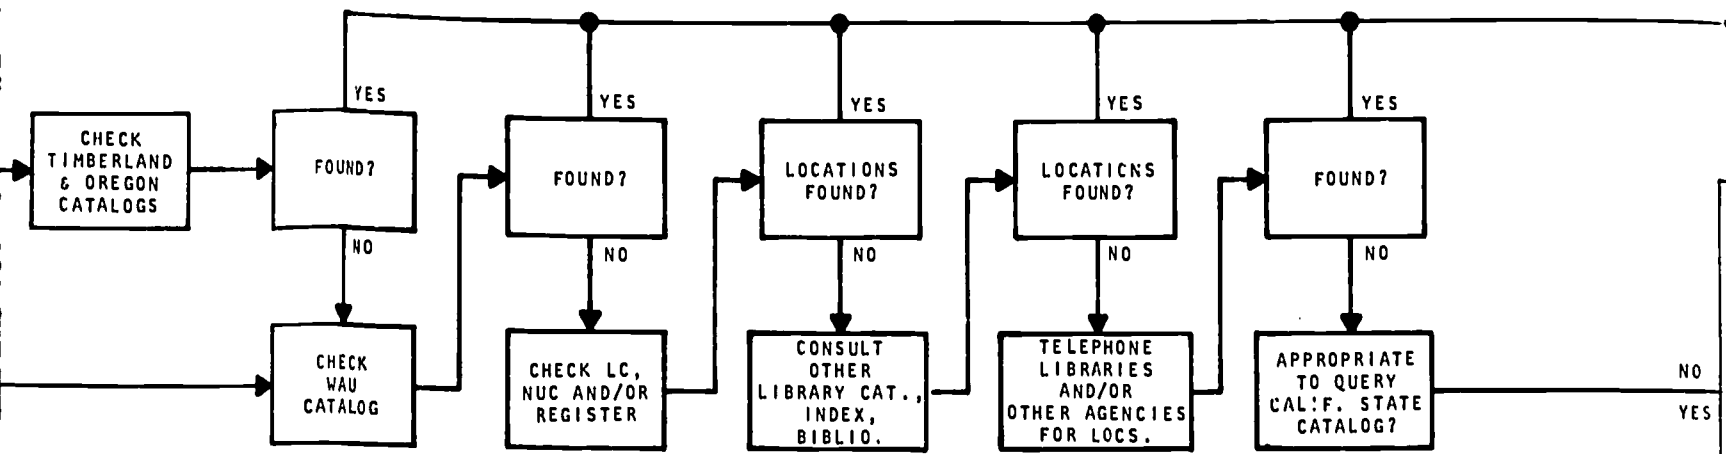 YES
YES
YES
YES
YES
CHECK
TIMBERLAND
& OREGON
CATALOGS
FOUND?
FOUND?
LOCATIONS
FOUND?
LOCATICNS
FOUND?
FOUND?
NO
NO
NO
NO
NO
CHECK
WAU
CATALOG
CHECK LC,
NUC AND/OR
REGISTER
CONSULT
OTHER
LIBRARY CAT.,
INDEX,
BIBLIO.
TELEPHONE
LIBRARIES
AND/OR
OTHER AGENCIES
FOR LOCS.
APPROPRIATE
TO QUERY
CAL!F. STATE
CATALOG?
NO
YES